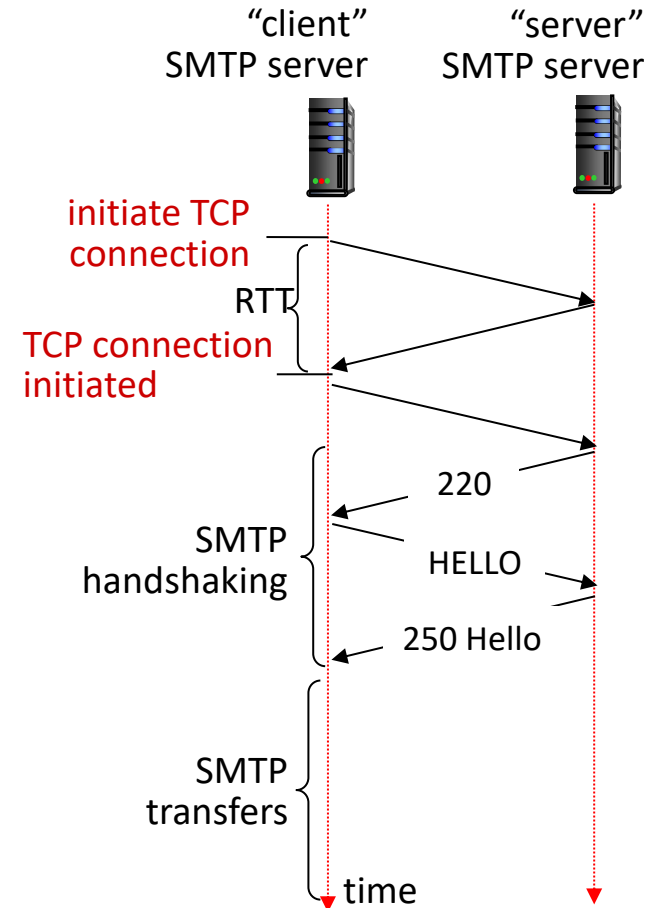 “client”
SMTP server
“server”
SMTP server
initiate TCP
connection
RTT
TCP connection
initiated
220
SMTP
handshaking
HELLO
250 Hello
SMTP
transfers
time